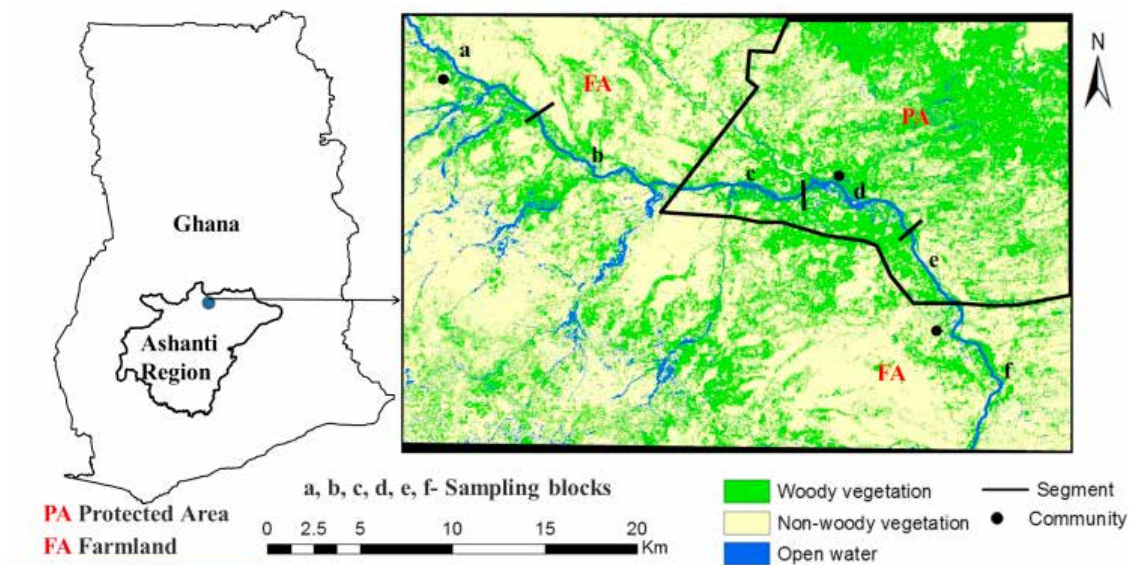 Ghana
Ashanti
Region
a
FA
b
c
PA
d
e
FA
f
N
a, b, c, d, e, f- Sampling blocks
PA Protected Area
FA Farmland
0 2.5 5 10 15 20
Km
Woody vegetation
Non-woody vegetation
Open water
Segment
Community